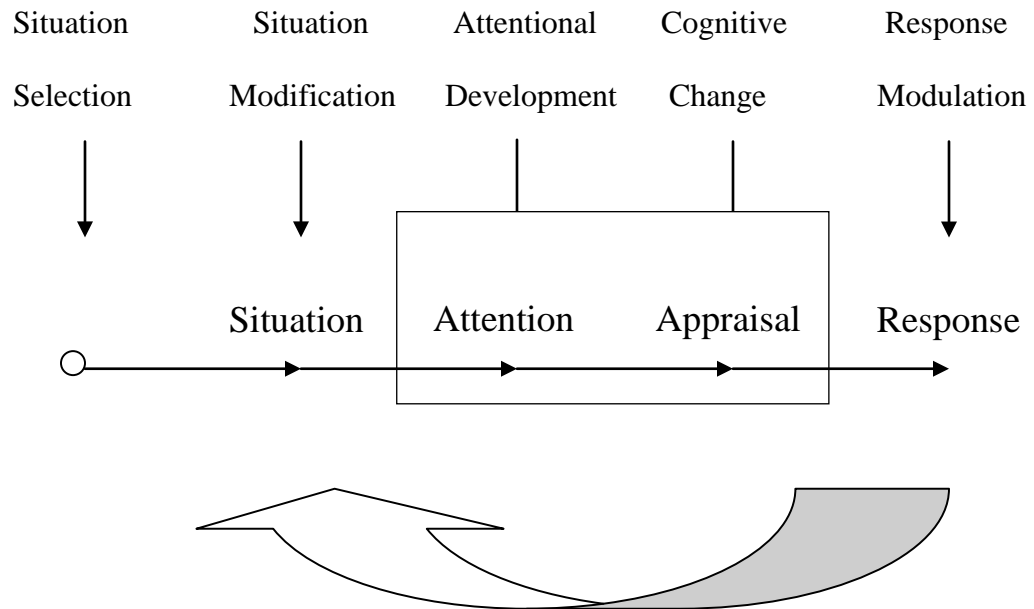 Situation Situation Attentional Cognitive Response
Selection Modification Development Change Modulation
Situation Attention Appraisal Response